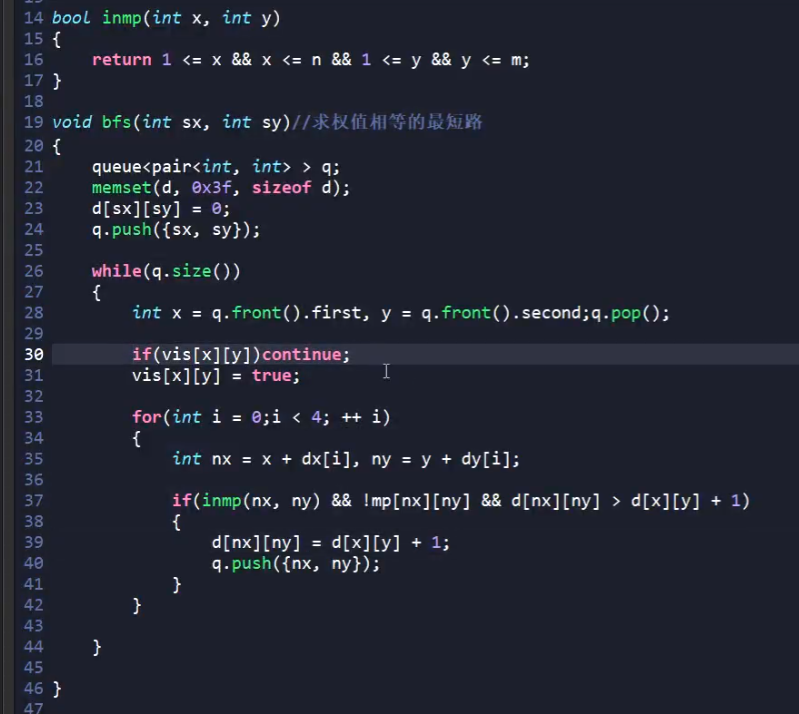 14 bool inmp(int x, int y)
15 {
16     return 1 <= x && x <= n && 1 <= y && y <= m;
17 }
18
19 void bfs(int sx, int sy)//求权值相等的最短路
20 {
21     queue<pair<int, int> > q;
22     memset(d, 0x3f, sizeof d);
23     d[sx][sy] = 0;
24     q.push({sx, sy});
25
26     while(q.size())
27     {
28         int x = q.front().first, y = q.front().second;q.pop();
29
30         if(vis[x][y])continue;
31         vis[x][y] = true;
32
33         for(int i = 0;i < 4; ++ i)
34         {
35             int nx = x + dx[i], ny = y + dy[i];
36
37             if(inmp(nx, ny) && !mp[nx][ny] && d[nx][ny] > d[x][y] + 1)
38             {
39                 d[nx][ny] = d[x][y] + 1;
40                 q.push({nx, ny});
41             }
42         }
43
44     }
45
46 }
47